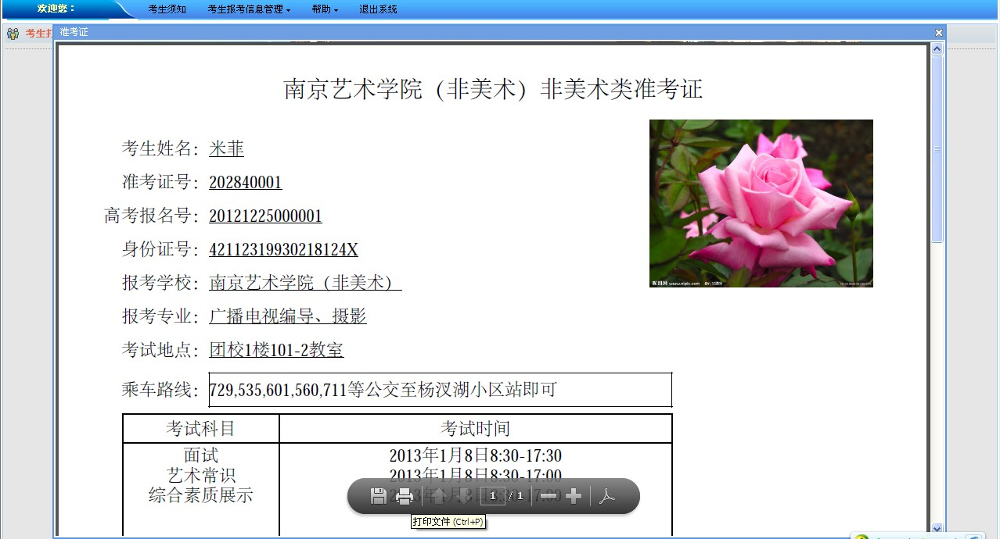 欢迎您：
考生须知
考生报考信息管理
帮助
退出系统
考生打
准考证
南京艺术学院（非美术）非美术类准考证
考生姓名：米菲
准考证号：202840001
高考报名号：20121225000001
身份证号：42112319930218124X
报考学校：南京艺术学院（非美术）
报考专业：广播电视编导、摄影
考试地点：团校1楼101-2教室
乘车路线：729,535,601,560,711等公交至杨汊湖小区站即可
昵图网 www.nipic.com
考试科目 考试时间
面试 2013年1月8日8:30-17:30
艺术常识 2013年1月8日8:30-17:00
综合素质展示
1 / 1
打印文件 (Ctrl+P)